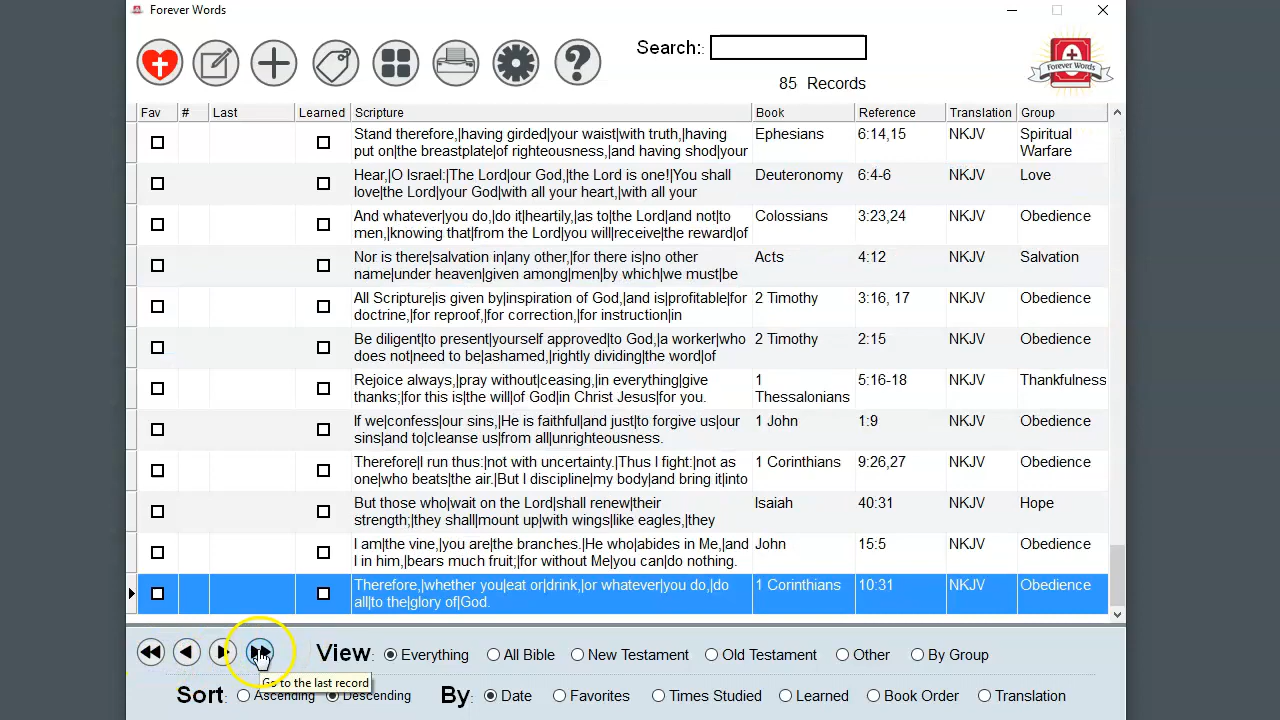 Forever Words
Search::
85 Records
Forever Words
Fav # Last Learned Scripture Book Reference Translation Group
Stand therefore,|having girded|your waist|with truth,|having Ephesians 6:14,15 NKJV Spiritual
put on|the breastplate|of righteousness,|and having shod|your Warfare
Hear,|O Israel:|The Lord|our God,|the Lord is one!|You shall Deuteronomy 6:4-6 NKJV Love
love|the Lord|your God|with all your heart,|with all your
And whatever|you do,|do it|heartily,|as to|the Lord|and not|to Colossians 3:23,24 NKJV Obedience
men,|knowing that|from the Lord|you will|receive|the reward|of
Nor is there|salvation in|any other,|for there is|no other Acts 4:12 NKJV Salvation
name|under heaven|given among|men|by which|we must|be
All Scripture|is given by|inspiration of God,|and is|profitable|for 2 Timothy 3:16, 17 NKJV Obedience
doctrine,|for reproof,|for correction,|for instruction|in
Be diligent|to present|yourself approved|to God,|a worker|who 2 Timothy 2:15 NKJV Obedience
does not|need to be|ashamed,|rightly dividing|the word|of
Rejoice always,|pray without|ceasing,|in everything|give 1 5:16-18 NKJV Thankfulness
thanks,|for this is|the will|of God|in Christ Jesus|for you. Thessalonians
If we|confess|our sins,|He is faithful|and just|to forgive us|our 1 John 1:9 NKJV Obedience
sins|and to|cleanse us|from all|unrighteousness.
Therefore|I run thus:|not with uncertainty.|Thus I fight:|not as 1 Corinthians 9:26,27 NKJV Obedience
one|who beats|the air.|But I discipline|my body|and bring it|into
But those who|wait on the Lord|shall renew|their Isaiah 40:31 NKJV Hope
strength;|they shall|mount up|with wings|like eagles,|they
I am|the vine,|you are|the branches.|He who|abides in Me,|and John 15:5 NKJV Obedience
I in him,|bears much fruit;|for without Me|you can|do nothing.
Therefore,|whether you|eat or|drink,|or whatever|you do,|do 1 Corinthians 10:31 NKJV Obedience
all|to the|glory of|God.
View: Everything All Bible New Testament Old Testament Other By Group
Go to the last record
Sort: Ascending Descending By: Date Favorites Times Studied Learned Book Order Translation